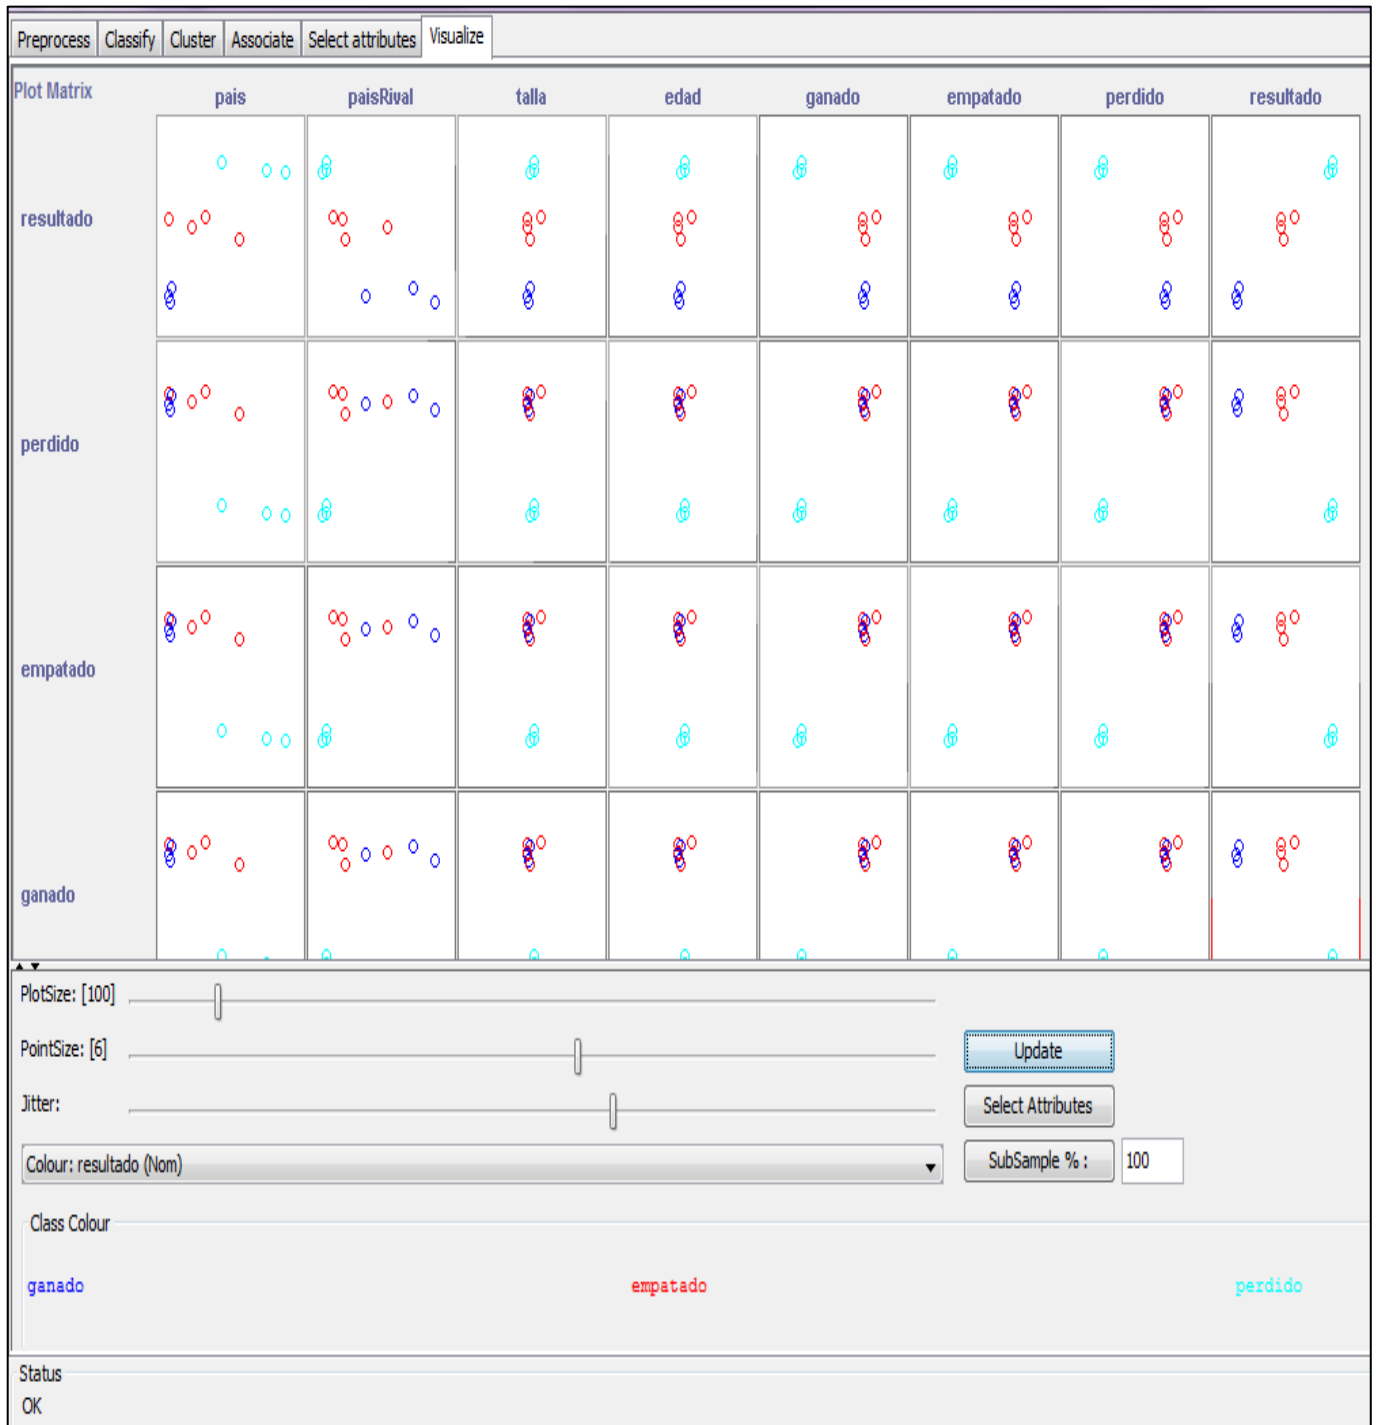 Preprocess Classify Cluster Associate Select attributes Visualize
Plot Matrix pais paisRival talla edad ganado empatado perdido resultado
resultado
perdido
empatado
ganado
PlotSize: [100]
PointSize: [6]
Update
Jitter:
Select Attributes
Colour: resultado (Nom)
SubSample % : 100
Class Colour
ganado empatado perdido
Status
OK